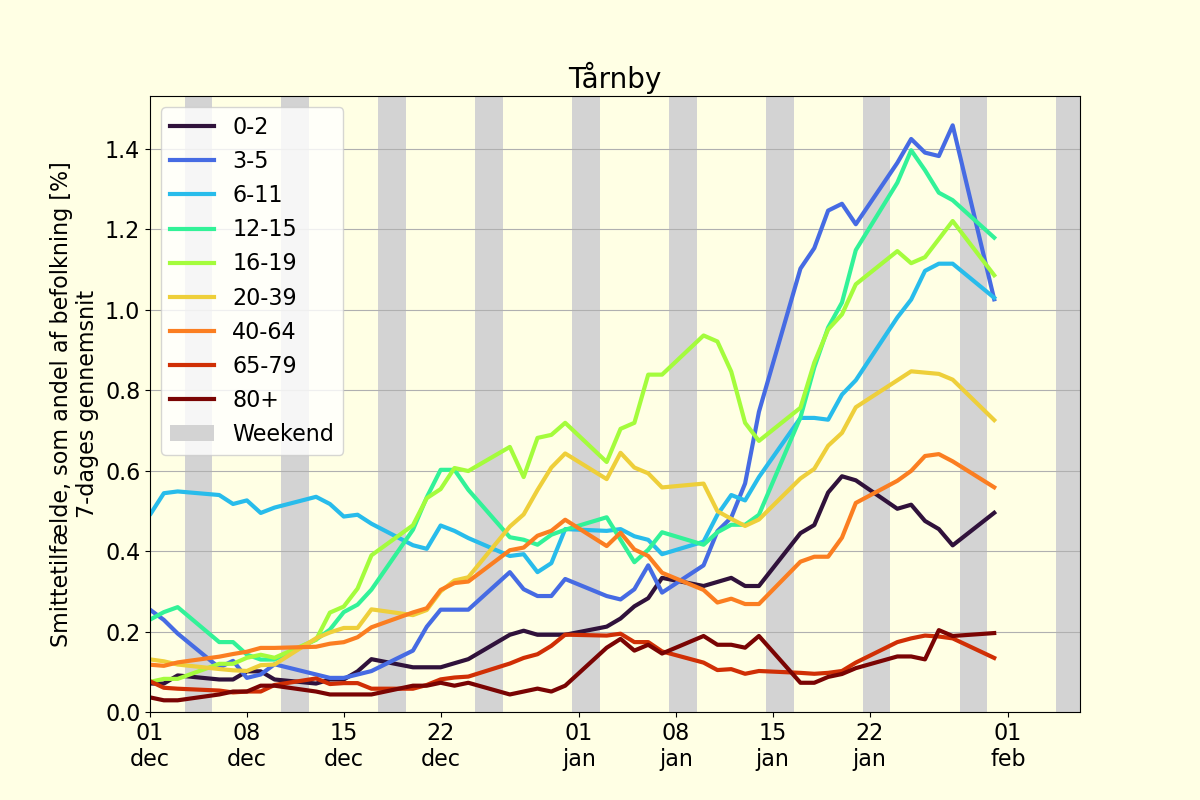 Tårnby
Smittetilfælde, som andel af befolkning [%]
7-dages gennemsnit
1.4
1.2
1.0
0.8
0.6
0.4
0.2
0.0
0-2
3-5
6-11
12-15
16-19
20-39
40-64
65-79
80+
Weekend
01 08 15 22 01 08 15 22 01
dec dec dec dec jan jan jan jan feb